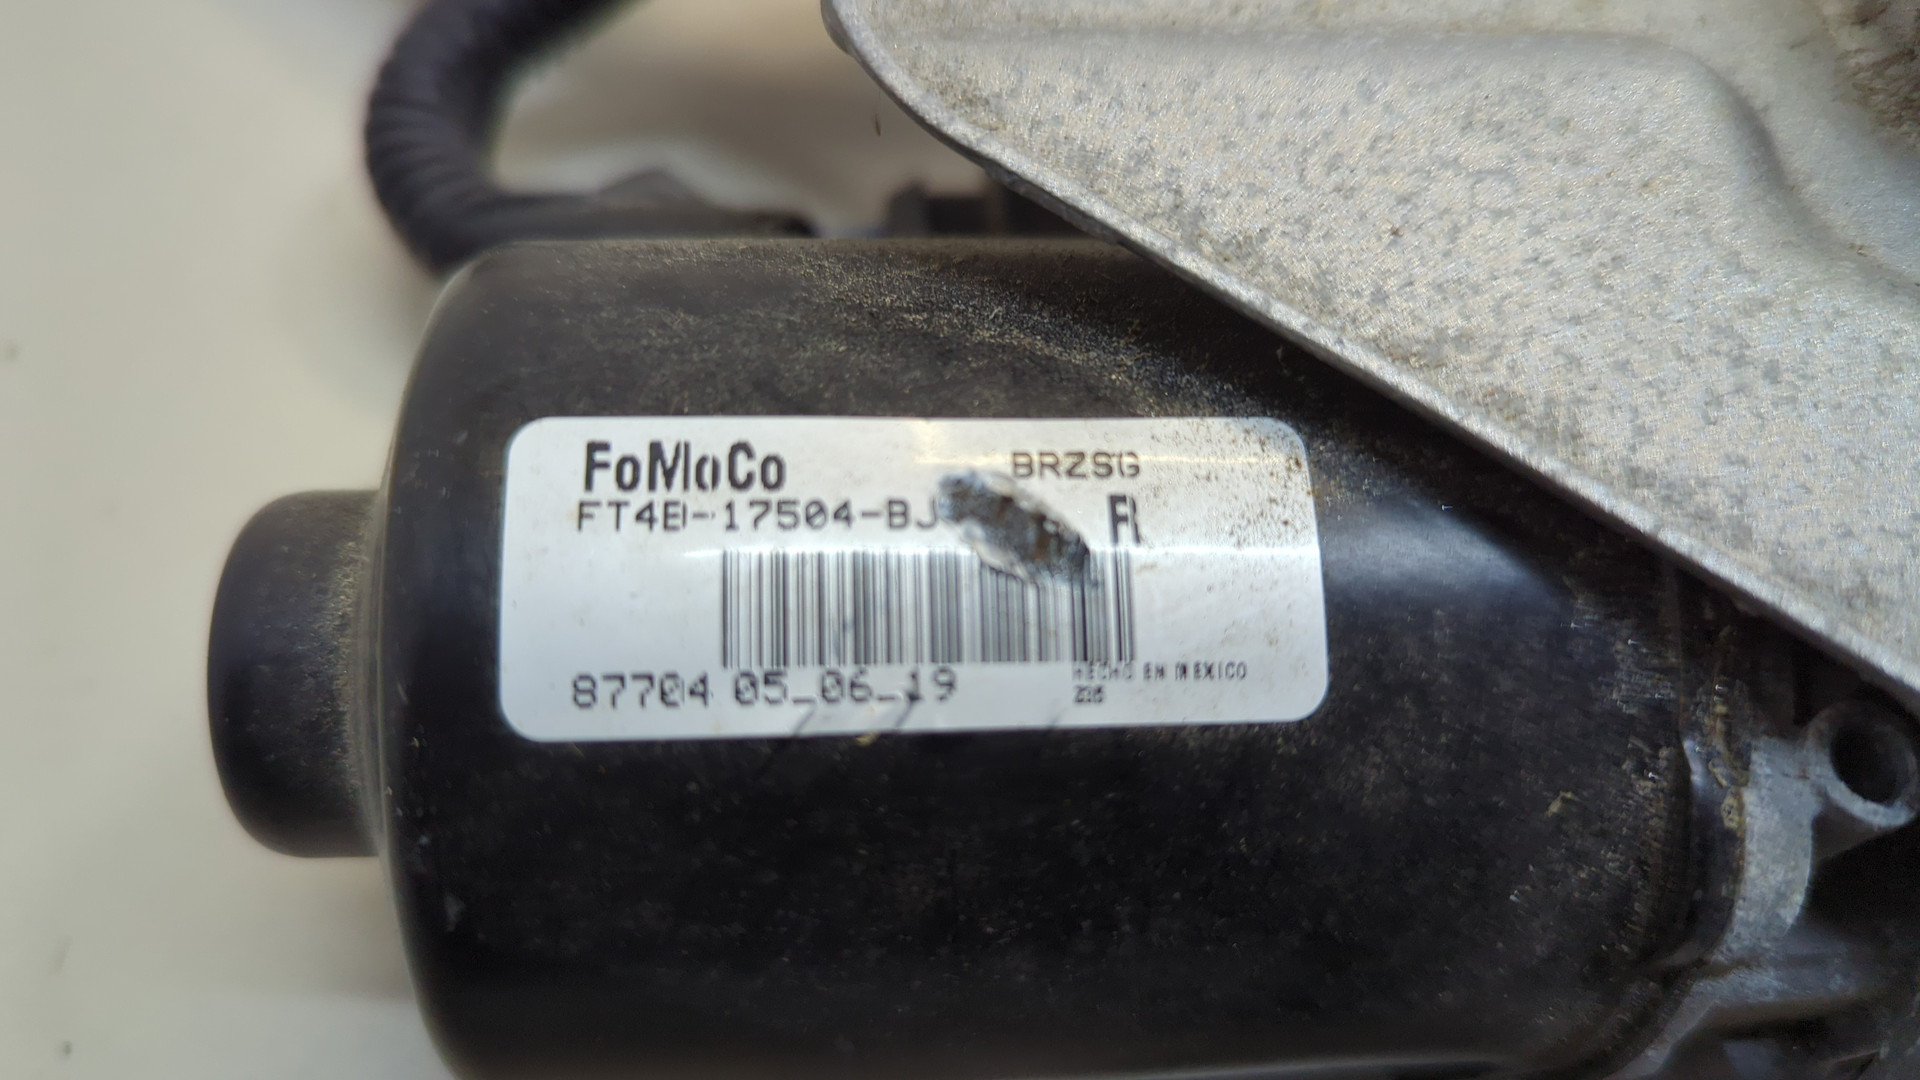 FoMoCo BRZSG
FT4B-17504-BJ R
87704 05_06_19 HECHO EN MEXICO